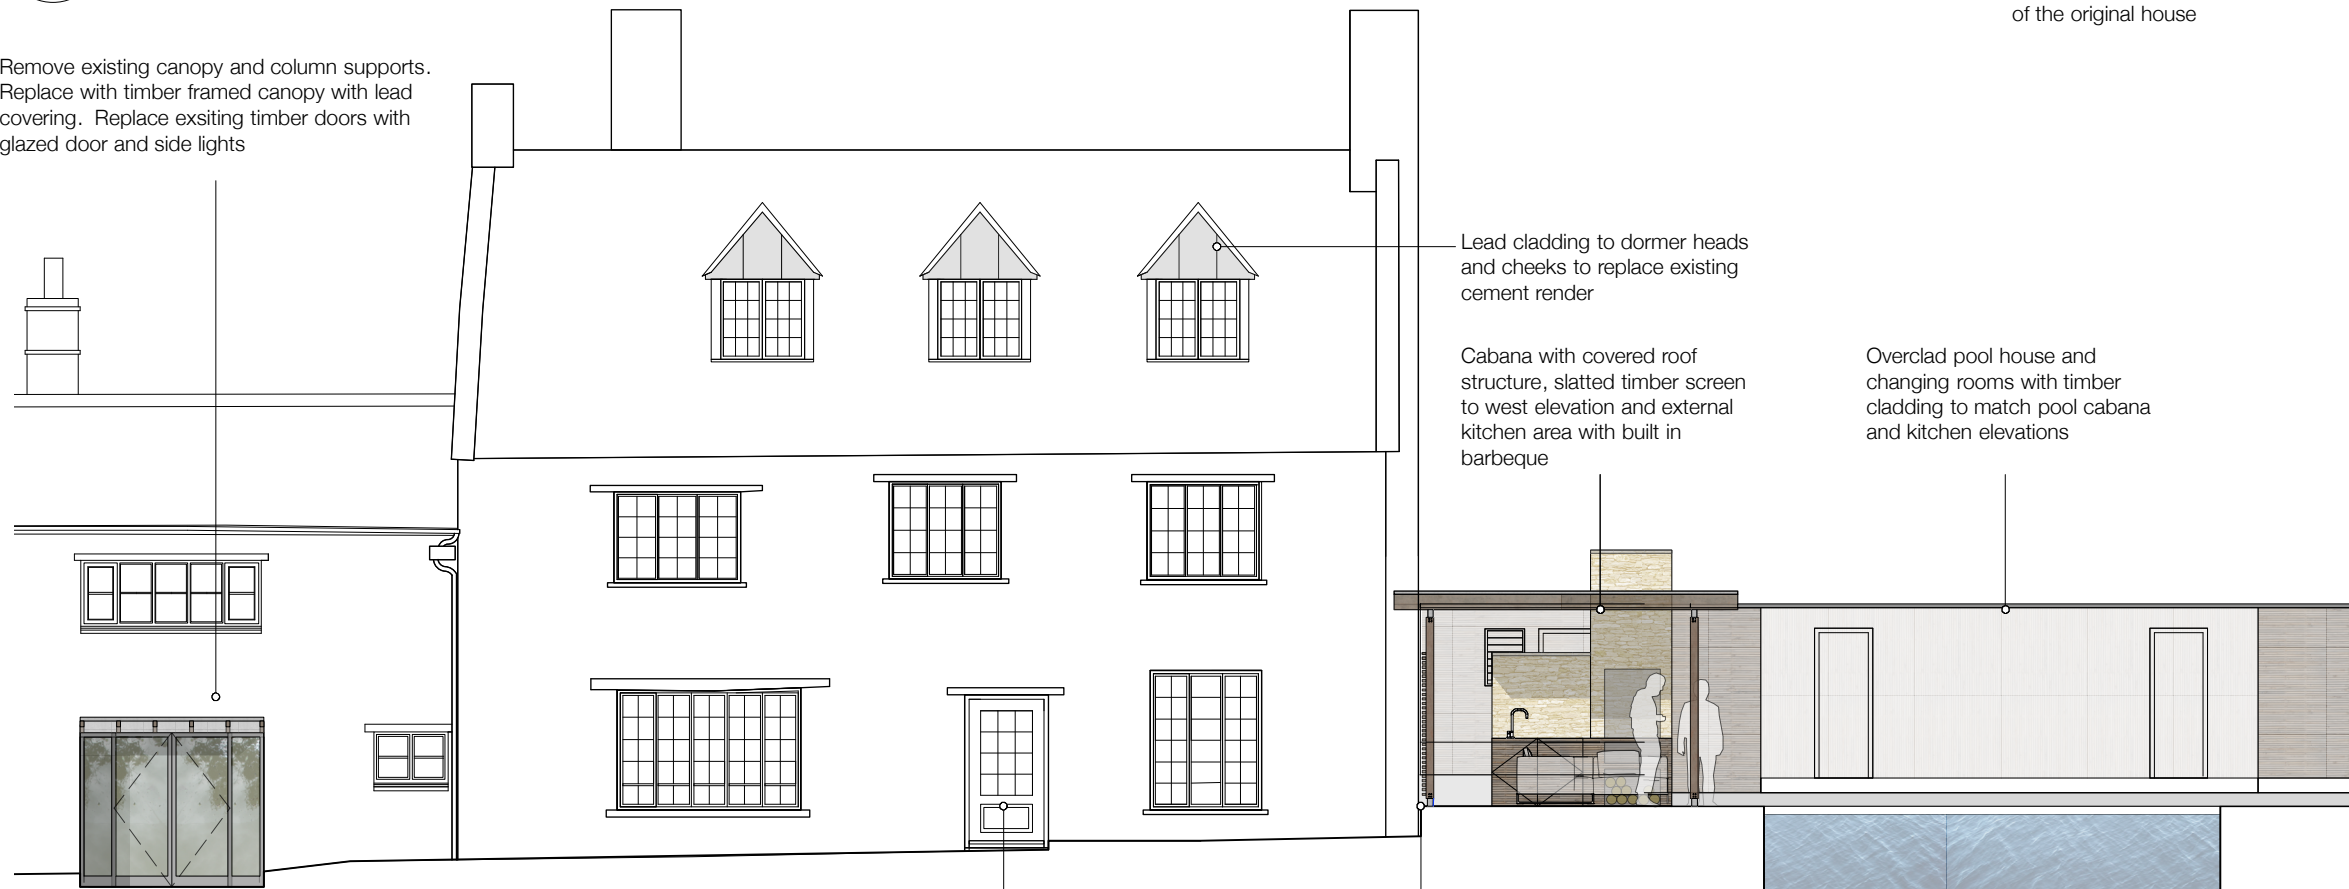 of the original house
Remove existing canopy and column supports.
Replace with timber framed canopy with lead
covering. Replace exsiting timber doors with
glazed door and side lights
Lead cladding to dormer heads
and cheeks to replace existing
cement render
Cabana with covered roof
structure, slatted timber screen
to west elevation and external
kitchen area with built in
barbeque
Overclad pool house and
changing rooms with timber
cladding to match pool cabana
and kitchen elevations